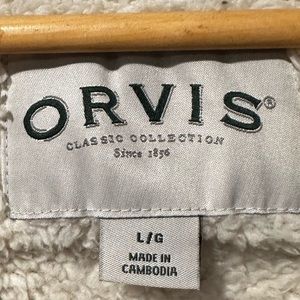 ORVIS®
CLASSIC COLLECTION
Since 1856
L/G
MADE IN
CAMBODIA